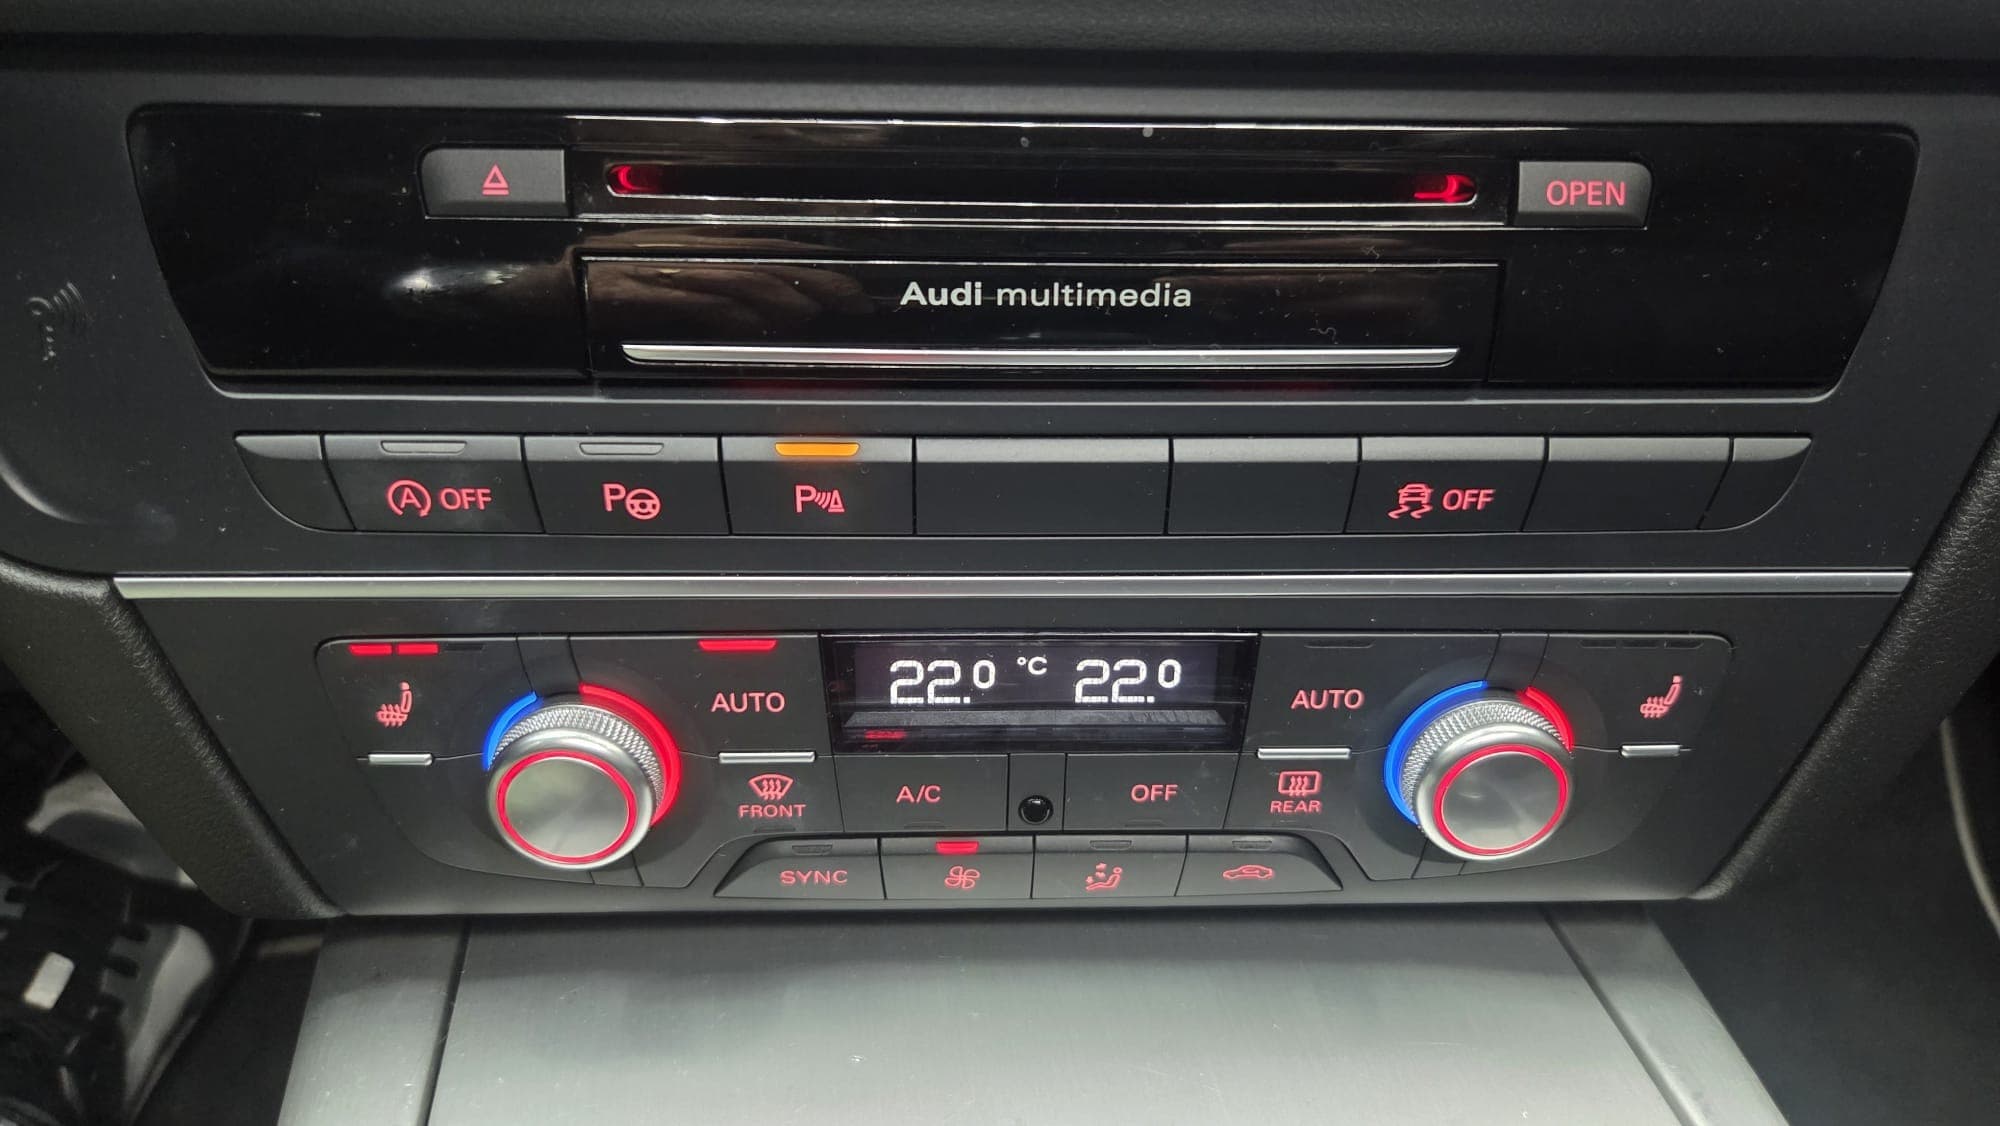 OPEN
Audi multimedia
A OFF
P
P
OFF
AUTO
22.0 °C 22.0
AUTO
FRONT
A/C
OFF
REAR
SYNC